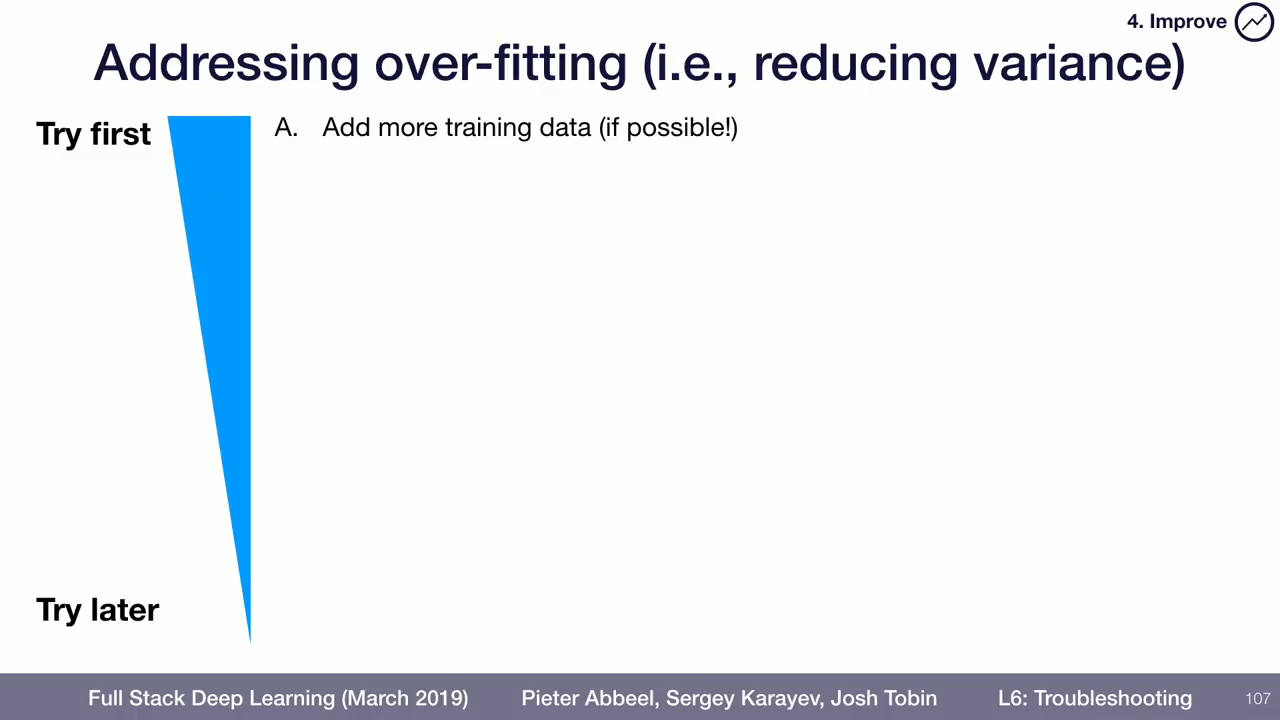 4. Improve
Addressing over-fitting (i.e., reducing variance)
Try first
A. Add more training data (if possible!)
Try later
Full Stack Deep Learning (March 2019) Pieter Abbeel, Sergey Karayev, Josh Tobin L6: Troubleshooting 107